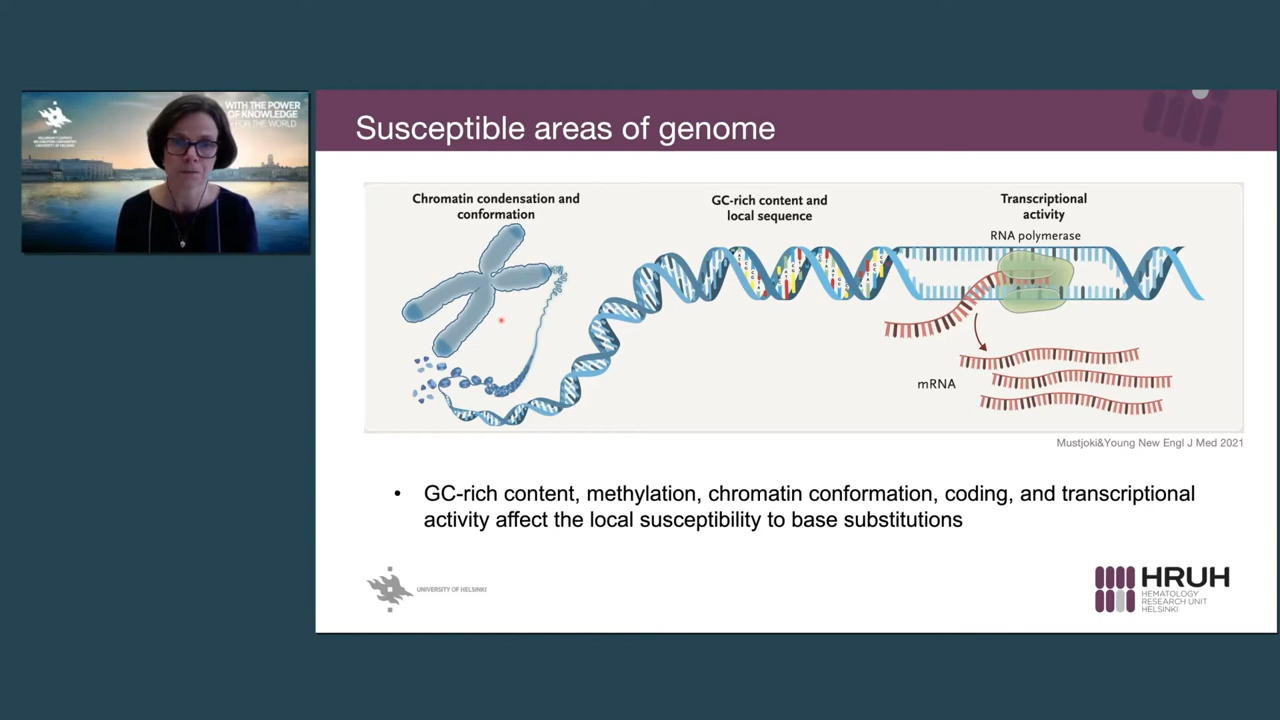 WITH THE POWER
OF KNOWLEDGE
– FOR THE WORLD
UNIVERSITY OF HELSINKI
Susceptible areas of genome
Chromatin condensation and
conformation
GC-rich content and
local sequence
Transcriptional
activity
RNA polymerase
mRNA
Mustjoki&Young New Engl J Med 2021
• GC-rich content, methylation, chromatin conformation, coding, and transcriptional
activity affect the local susceptibility to base substitutions
UNIVERSITY OF HELSINKI
HRUH
HEMATOLOGY
RESEARCH UNIT
HELSINKI